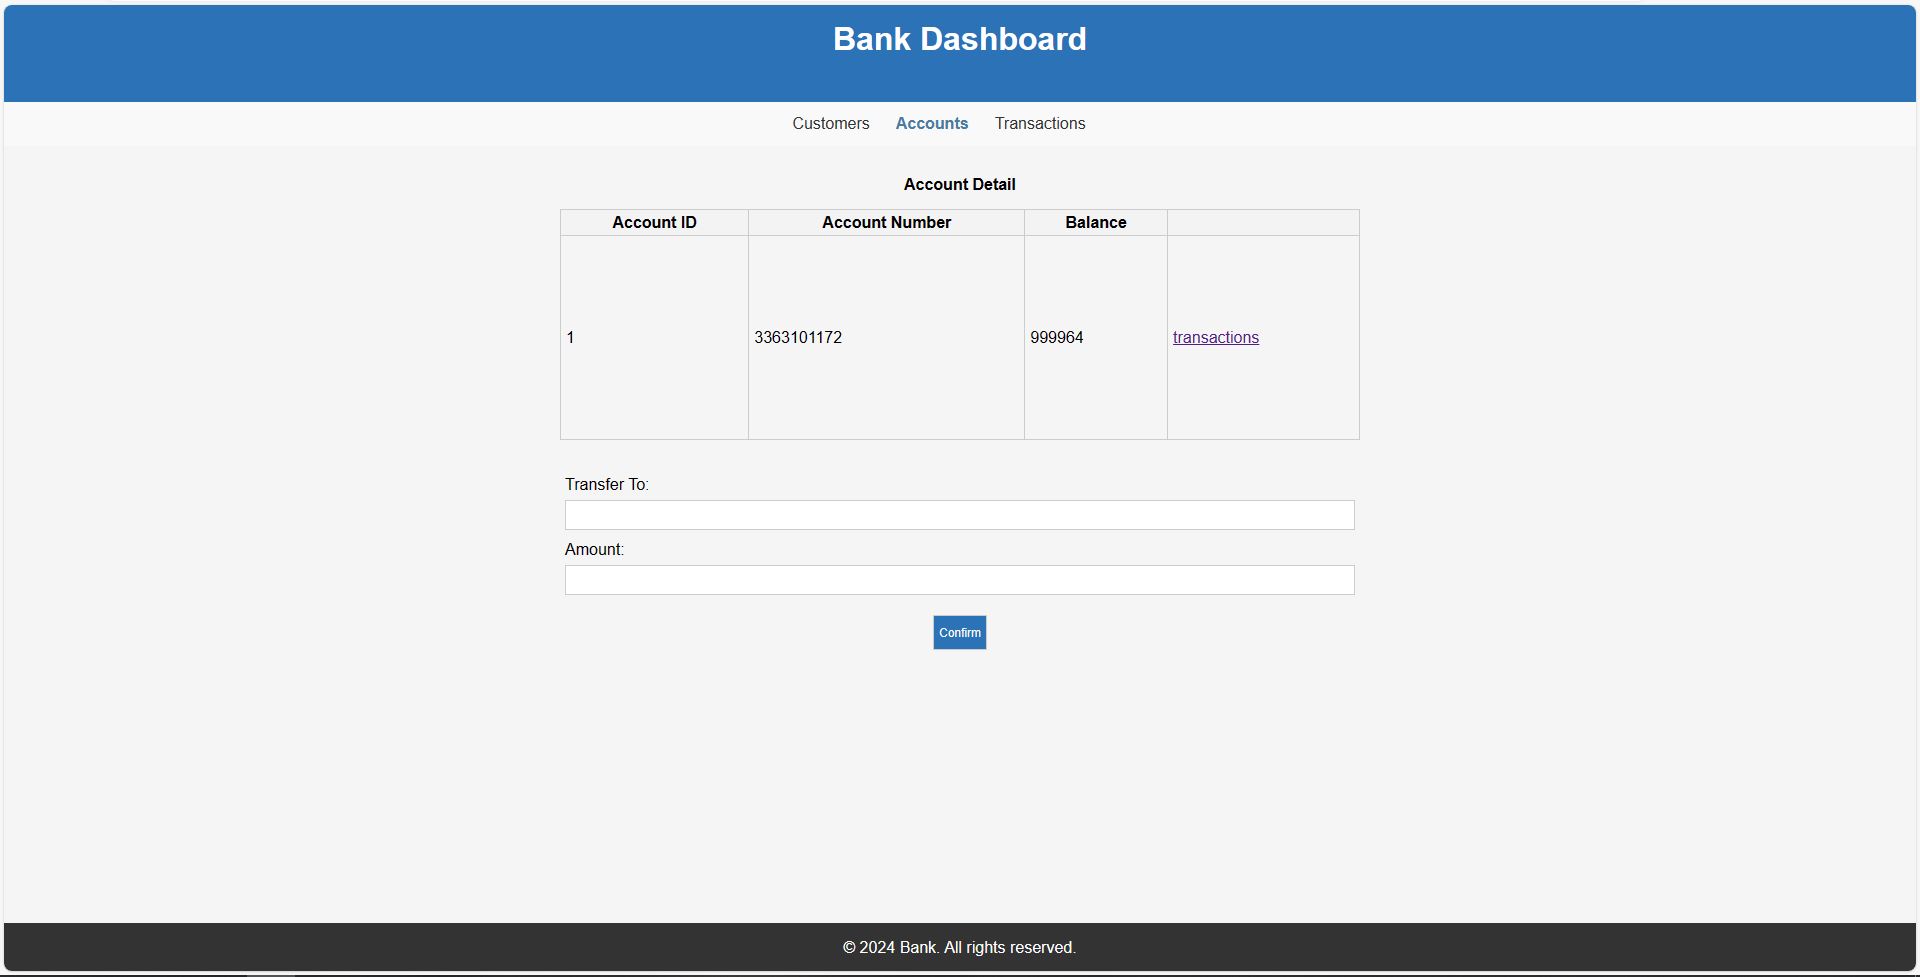 Bank Dashboard
Customers Accounts Transactions
Account Detail
Account ID Account Number Balance
1 3363101172 999964 transactions
Transfer To:
Amount:
Confirm
© 2024 Bank. All rights reserved.